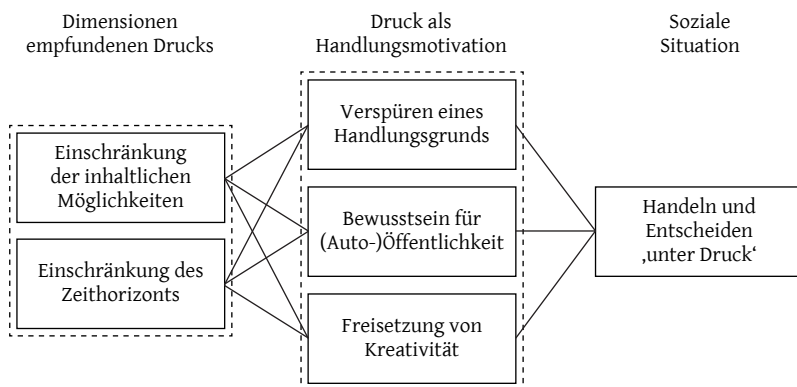 Dimensionen
empfundenen Drucks
Druck als
Handlungsmotivation
Soziale
Situation
Einschränkung
der inhaltlichen
Möglichkeiten
Einschränkung des
Zeithorizonts
Verspüren eines
Handlungsgrunds
Bewusstsein für
(Auto-)Öffentlichkeit
Freisetzung von
Kreativität
Handeln und
Entscheiden
‚unter Druck‘